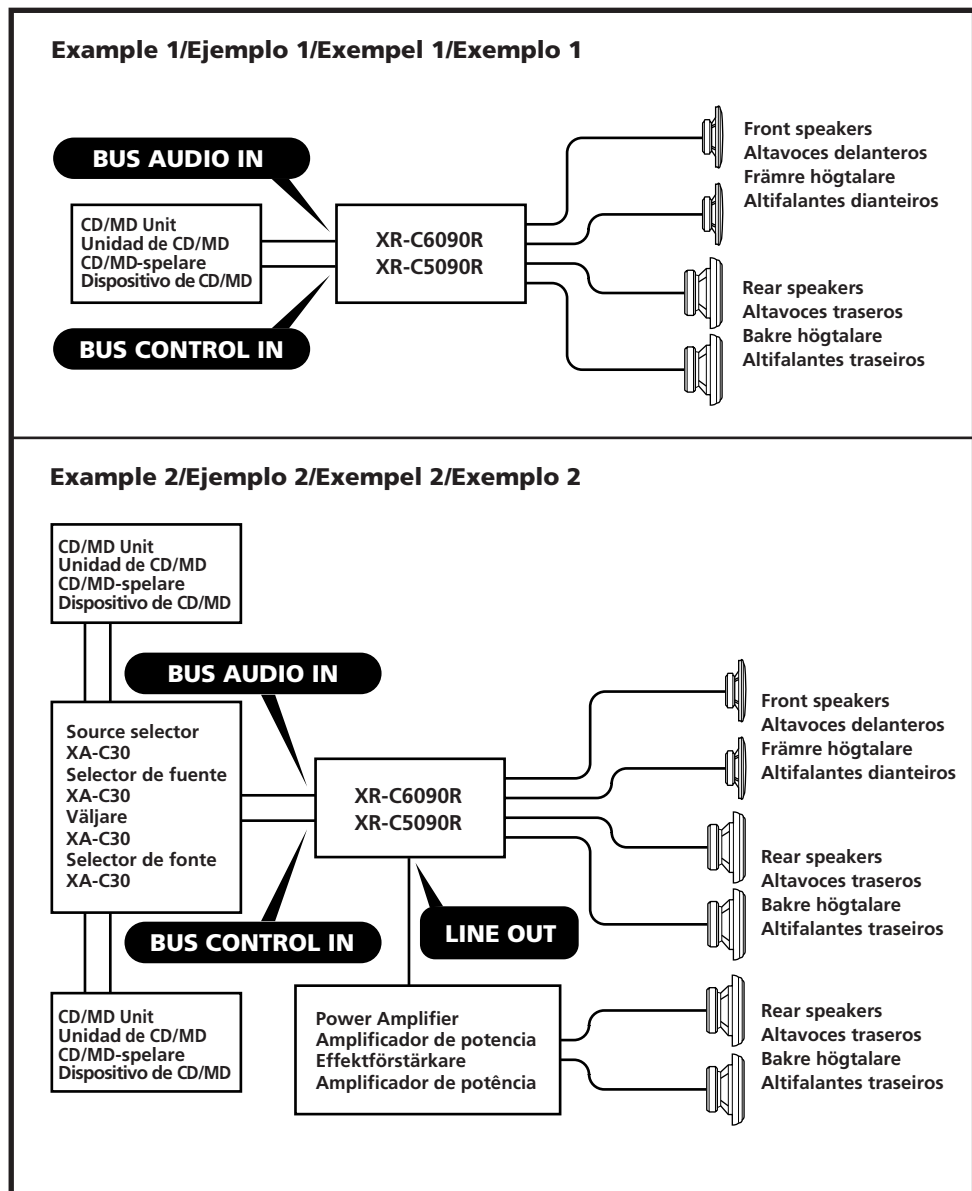 Example 1/Ejemplo 1/Exempel 1/Exemplo 1
BUS AUDIO IN
CD/MD Unit
Unidad de CD/MD
CD/MD-spelare
Dispositivo de CD/MD
BUS CONTROL IN
XR-C6090R
XR-C5090R
Front speakers
Altavoces delanteros
Främre högtalare
Altifalantes dianteiros
Rear speakers
Altavoces traseros
Bakre högtalare
Altifalantes traseiros
Example 2/Ejemplo 2/Exempel 2/Exemplo 2
CD/MD Unit
Unidad de CD/MD
CD/MD-spelare
Dispositivo de CD/MD
BUS AUDIO IN
Source selector
XA-C30
Selector de fuente
XA-C30
Väljare
XA-C30
Selector de fonte
XA-C30
XR-C6090R
XR-C5090R
BUS CONTROL IN
LINE OUT
Front speakers
Altavoces delanteros
Främre högtalare
Altifalantes dianteiros
Rear speakers
Altavoces traseros
Bakre högtalare
Altifalantes traseiros
CD/MD Unit
Unidad de CD/MD
CD/MD-spelare
Dispositivo de CD/MD
Power Amplifier
Amplificador de potencia
Effektförstärkare
Amplificador de potência
Rear speakers
Altavoces traseros
Bakre högtalare
Altifalantes traseiros